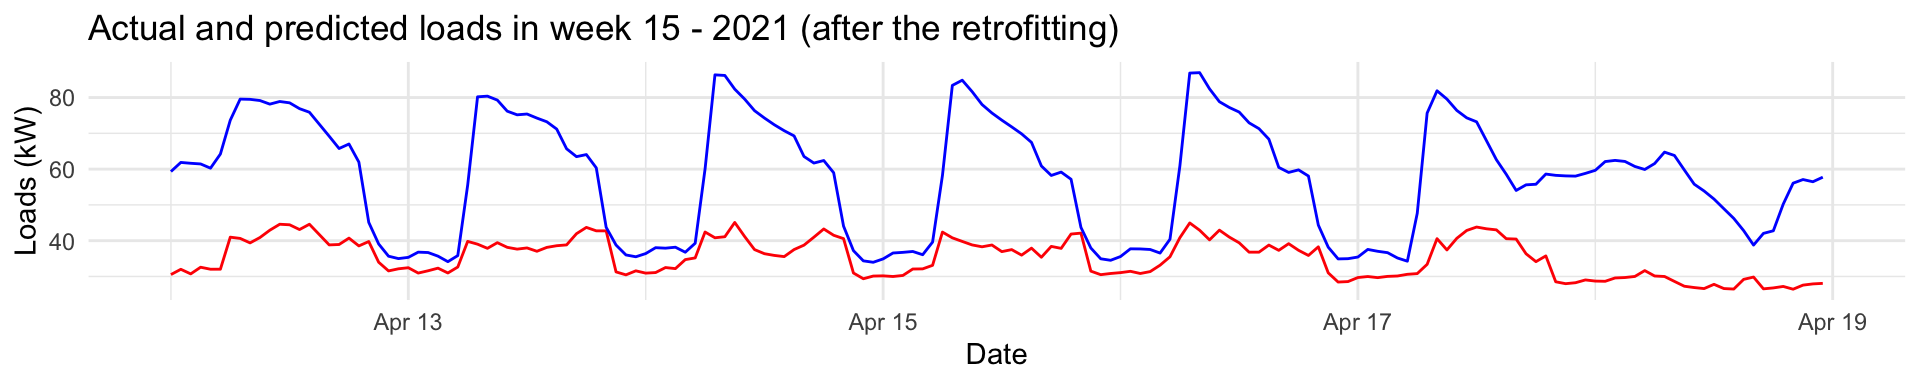 Actual and predicted loads in week 15 - 2021 (after the retrofitting)
Loads (kW)
80
60
40
Apr 13
Apr 15
Apr 17
Apr 19
Date